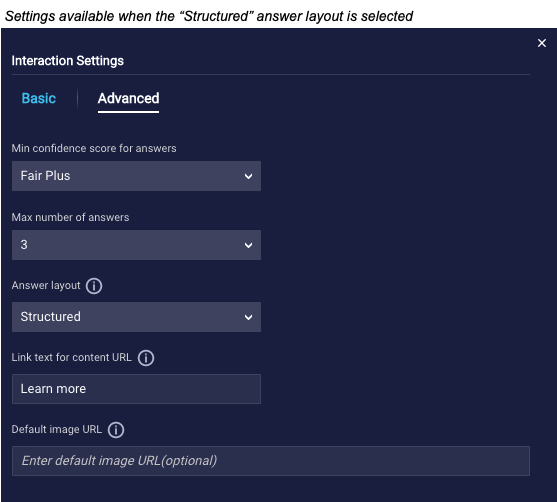 Settings available when the “Structured” answer layout is selected
Interaction Settings
Basic
Advanced
Min confidence score for answers
Fair Plus
Max number of answers
3
Answer layout
Structured
Link text for content URL
Learn more
Default image URL
Enter default image URL(optional)